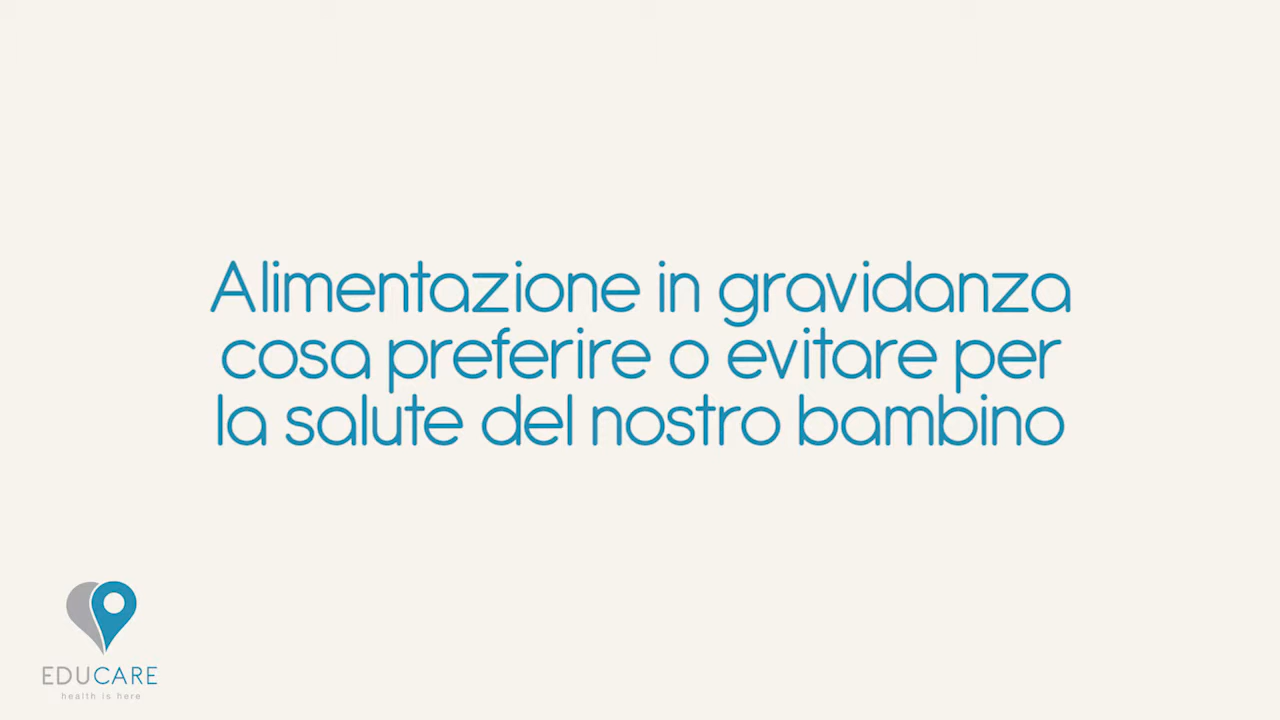 Alimentazione in gravidanza
cosa preferire o evitare per
la salute del nostro bambino
EDUCARE
health is here